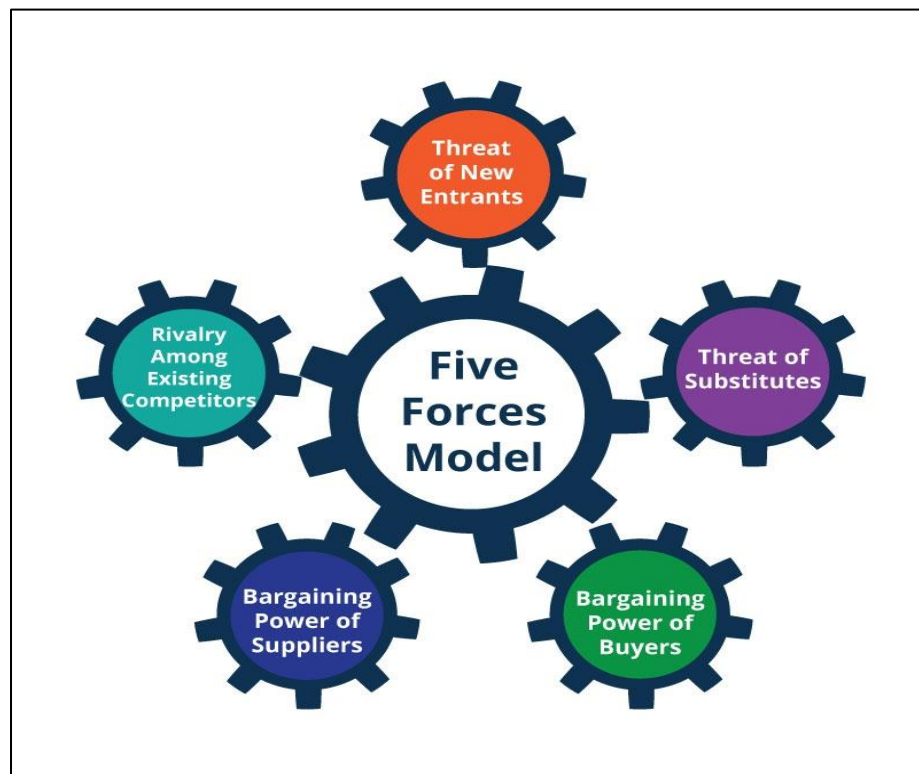 Threat
of New
Entrants
Rivalry
Among
Existing
Competitors
Five
Forces
Model
Threat of
Substitutes
Bargaining
Power of
Suppliers
Bargaining
Power of
Buyers